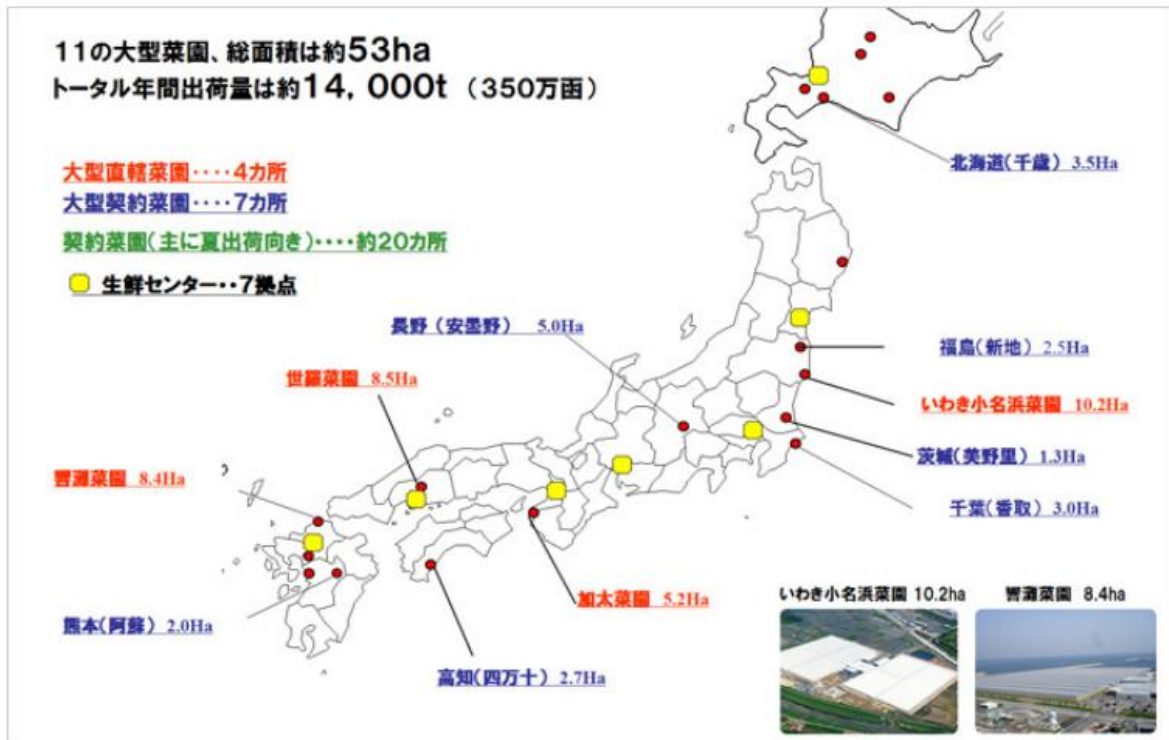 11の大型菜園、総面積は約53ha
トータル年間出荷量は約14，000t （350万函）
大型直轄菜園‥‥4カ所
大型契約菜園‥‥7カ所
契約菜園(主に夏出荷向き)‥‥約20カ所
生鮮センター‥7拠点
北海道(千歳) 3.5Ha
長野（安曇野） 5.0Ha
福島(新地) 2.5Ha
世羅菜園 8.5Ha
いわき小名浜菜園 10.2Ha
茨城(美野里) 1.3Ha
響灘菜園 8.4Ha
千葉(香取) 3.0Ha
加太菜園 5.2Ha
熊本(阿蘇) 2.0Ha
高知(四万十) 2.7Ha
いわき小名浜菜園 10.2ha
響灘菜園 8.4ha